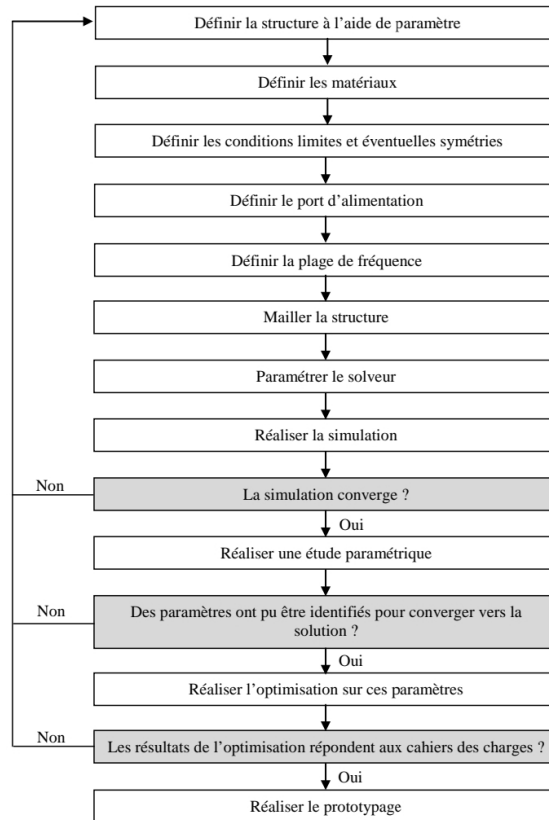 Définir la structure à l'aide de paramètre
Définir les matériaux
Définir les conditions limites et éventuelles symétries
Définir le port d'alimentation
Définir la plage de fréquence
Mailler la structure
Paramétrer le solveur
Réaliser la simulation
Non
La simulation converge ?
Oui
Réaliser une étude paramétrique
Non
Des paramètres ont pu être identifiés pour converger vers la
solution ?
Oui
Réaliser l'optimisation sur ces paramètres
Non
Les résultats de l'optimisation répondent aux cahiers des charges ?
Oui
Réaliser le prototypage